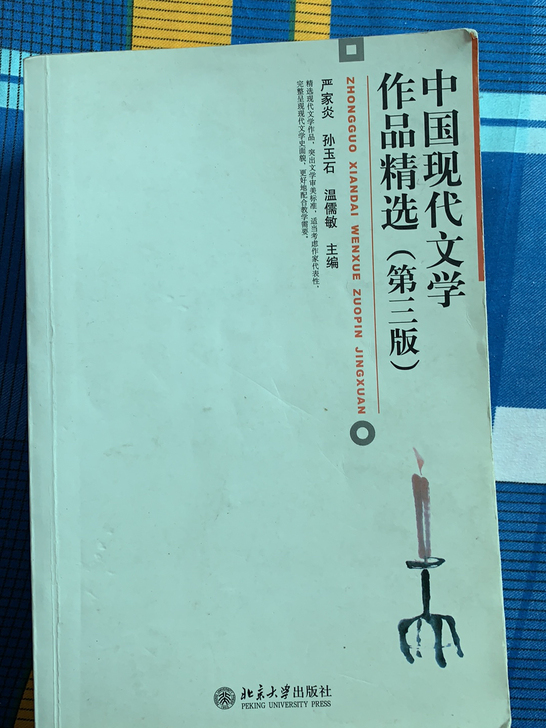 中国现代文学
作品精选（第三版）
ZHONGGUO XIANDAI WENXUE ZUOPIN JINGXUAN
严家炎 孙玉石 温儒敏 主编
精选现代文学作品，突出文学审美标准，适当考虑作家代表性，
完整呈现现代文学史面貌，更好地配合教学需要。
北京大学出版社
PEKING UNIVERSITY PRESS